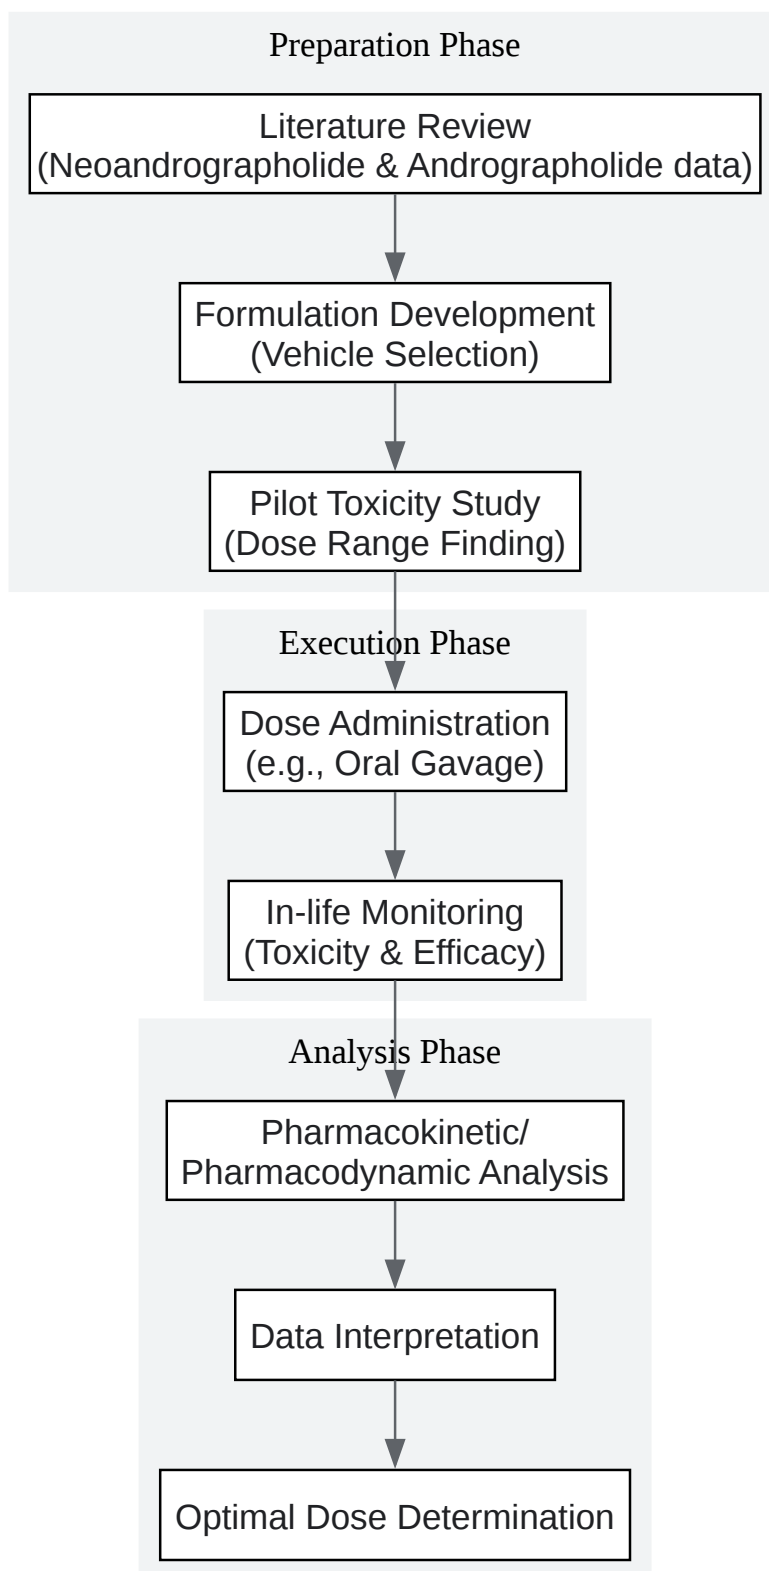 Preparation Phase
Literature Review
(Neoandrographolide & Andrographolide data)
Formulation Development
(Vehicle Selection)
Pilot Toxicity Study
(Dose Range Finding)
Execution Phase
Dose Administration
(e.g., Oral Gavage)
In-life Monitoring
(Toxicity & Efficacy)
Analysis Phase
Pharmacokinetic/
Pharmacodynamic Analysis
Data Interpretation
Optimal Dose Determination